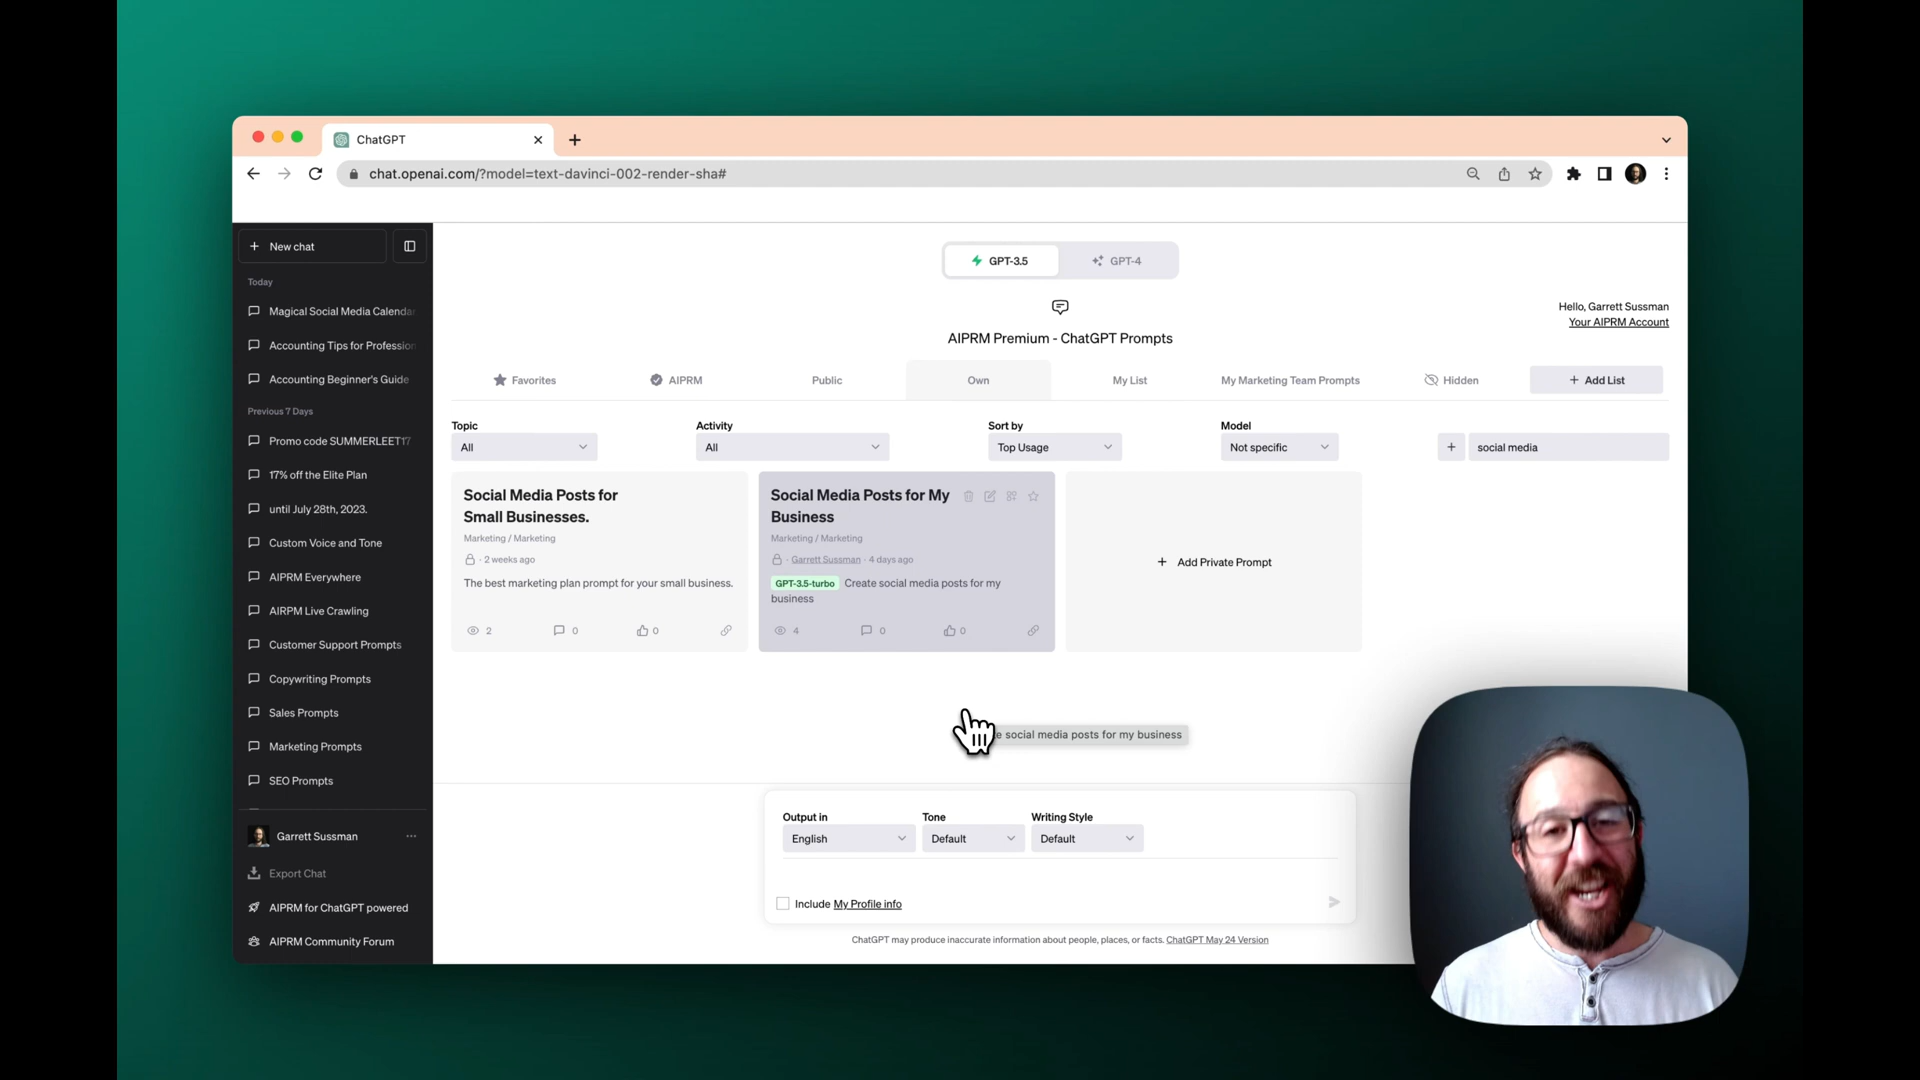 ChatGPT
chat.openai.com/?model=text-davinci-002-render-sha#
New chat
Today
Magical Social Media Calendar
Accounting Tips for Profession
Accounting Beginner's Guide
Previous 7 Days
Promo code SUMMERLEET17
17% off the Elite Plan
until July 28th, 2023.
Custom Voice and Tone
AIPRM Everywhere
AIRPM Live Crawling
Customer Support Prompts
Copywriting Prompts
Sales Prompts
Marketing Prompts
SEO Prompts
Garrett Sussman
Export Chat
AIPRM for ChatGPT powered
AIPRM Community Forum
GPT-3.5
GPT-4
Hello, Garrett Sussman
Your AIPRM Account
AIPRM Premium - ChatGPT Prompts
Favorites
AIPRM
Public
Own
My List
My Marketing Team Prompts
Hidden
+ Add List
Topic
All
Activity
All
Sort by
Top Usage
Model
Not specific
+
social media
Social Media Posts for
Small Businesses.
Marketing / Marketing
· 2 weeks ago
The best marketing plan prompt for your small business.
2
0
0
Social Media Posts for My
Business
Marketing / Marketing
· Garrett Sussman · 4 days ago
GPT-3.5-turbo Create social media posts for my
business
4
0
0
+ Add Private Prompt
e social media posts for my business
Output in
English
Tone
Default
Writing Style
Default
Include My Profile info
ChatGPT may produce inaccurate information about people, places, or facts. ChatGPT May 24 Version